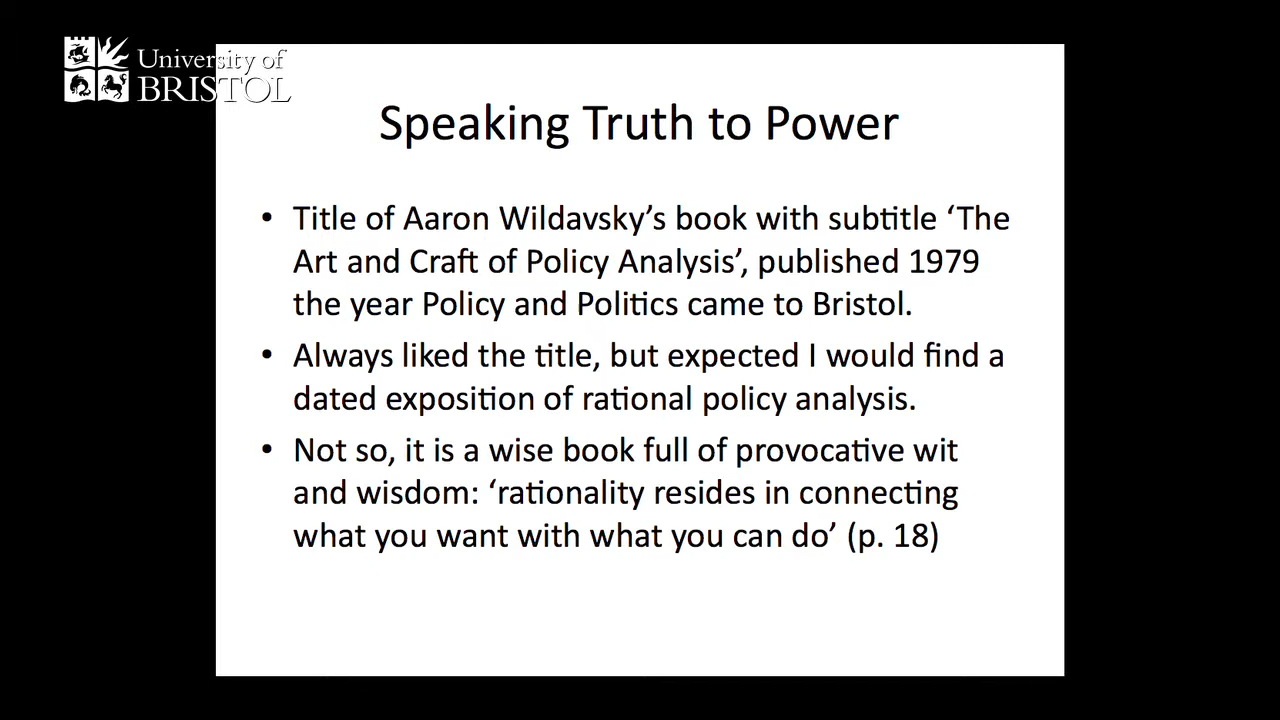 University of
BRISTOL
Speaking Truth to Power
• Title of Aaron Wildavsky’s book with subtitle ‘The
Art and Craft of Policy Analysis’, published 1979
the year Policy and Politics came to Bristol.
• Always liked the title, but expected I would find a
dated exposition of rational policy analysis.
• Not so, it is a wise book full of provocative wit
and wisdom: ‘rationality resides in connecting
what you want with what you can do’ (p. 18)